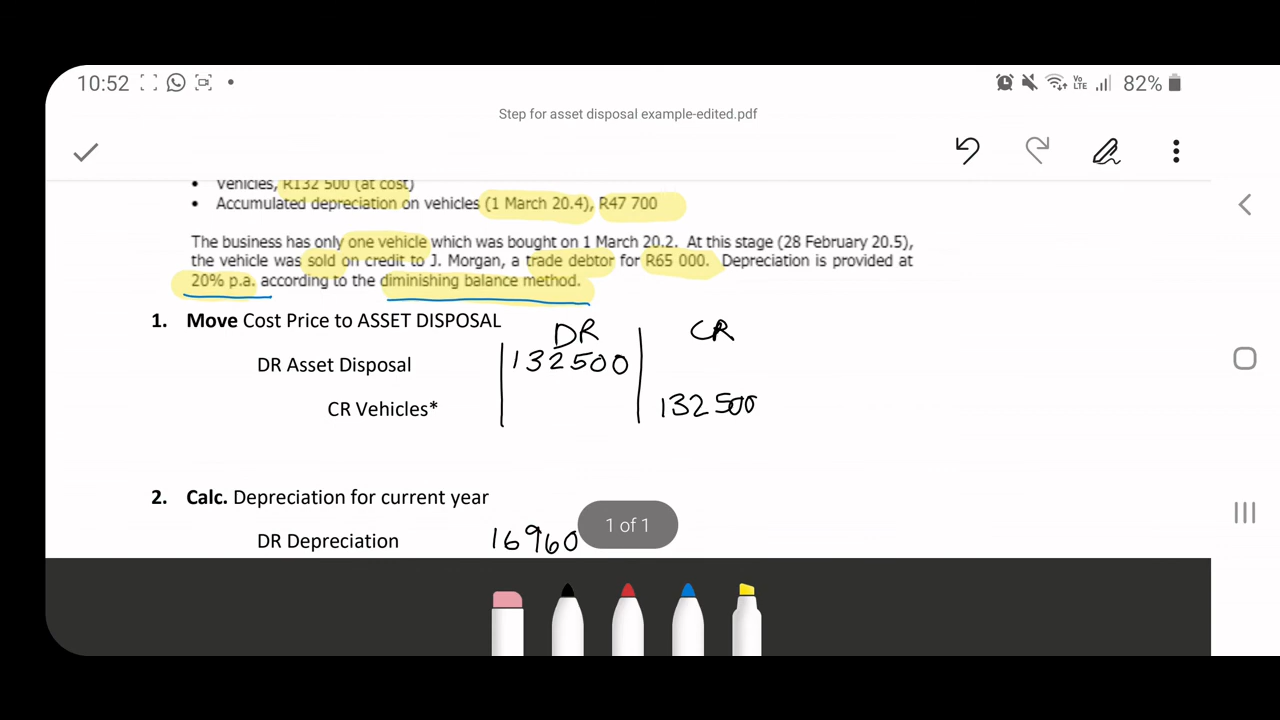 10:52
Vo
LTE
82%
Step for asset disposal example-edited.pdf
• Vehicles, R132 500 (at cost)
• Accumulated depreciation on vehicles (1 March 20.4), R47 700
The business has only one vehicle which was bought on 1 March 20.2. At this stage (28 February 20.5),
the vehicle was sold on credit to J. Morgan, a trade debtor for R65 000. Depreciation is provided at
20% p.a. according to the diminishing balance method.
1. Move Cost Price to ASSET DISPOSAL
DR CR
DR Asset Disposal 132500
CR Vehicles* 132500
2. Calc. Depreciation for current year
1 of 1
DR Depreciation 16960